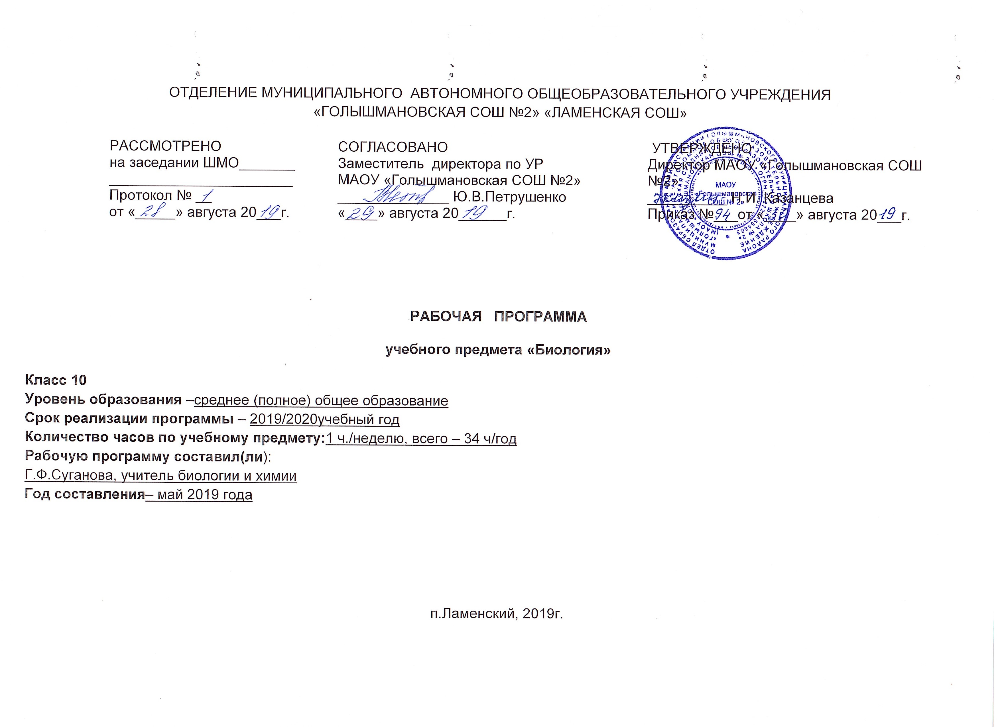 ОТДЕЛЕНИЕ МУНИЦИПАЛЬНОГО АВТОНОМНОГО ОБЩЕОБРАЗОВАТЕЛЬНОГО УЧРЕЖДЕНИЯ
«ГОЛЫШМАНОВСКАЯ СОШ №2» «ЛАМЕНСКАЯ СОШ»
РАССМОТРЕНО
на заседании ШМО_______
_______________________
Протокол № 1
от «28» августа 2019г.
СОГЛАСОВАНО
Заместитель директора по УР
МАОУ «Голышмановская СОШ №2»
______________ Ю.В.Петрушенко
«29» августа 2019г.
УТВЕРЖДЕНО
Директор МАОУ «Голышмановская СОШ
№2»
__________ Н.И. Казанцева
Приказ №94 от «» августа 2019г.
МАОУ
«Голышмановская
СОШ № 2»
РАБОЧАЯ ПРОГРАММА
учебного предмета «Биология»
Класс 10
Уровень образования –среднее (полное) общее образование
Срок реализации программы – 2019/2020учебный год
Количество часов по учебному предмету:1 ч./неделю, всего – 34 ч/год
Рабочую программу составил(ли):
Г.Ф.Суганова, учитель биологии и химии
Год составления– май 2019 года
п.Ламенский, 2019г.